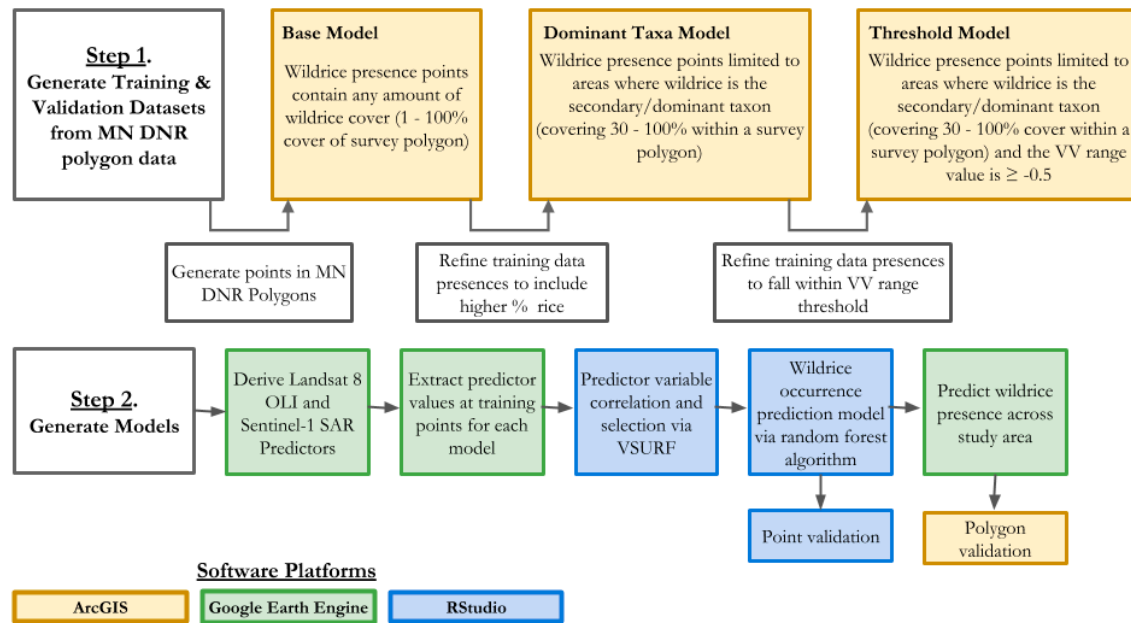 Step 1.
Generate Training &
Validation Datasets
from MN DNR
polygon data
Base Model
Wildrice presence points
contain any amount of
wildrice cover (1 - 100%
cover of survey polygon)
Dominant Taxa Model
Wildrice presence points limited to
areas where wildrice is the
secondary/dominant taxon
(covering 30 - 100% within a survey
polygon)
Threshold Model
Wildrice presence points limited to
areas where wildrice is the
secondary/dominant taxon
(covering 30 - 100% cover within a
survey polygon) and the VV range
value is ≥ -0.5
Generate points in MN
DNR Polygons
Refine training data
presences to include
higher % rice
Refine training data presences
to fall within VV range
threshold
Step 2.
Generate Models
Derive Landsat 8
OLI and
Sentinel-1 SAR
Predictors
Extract predictor
values at training
points for each
model
Predictor variable
correlation and
selection via
VSURF
Wildrice
occurrence
prediction model
via random forest
algorithm
Predict wildrice
presence across
study area
Point validation
Polygon
validation
Software Platforms
ArcGIS
Google Earth Engine
RStudio